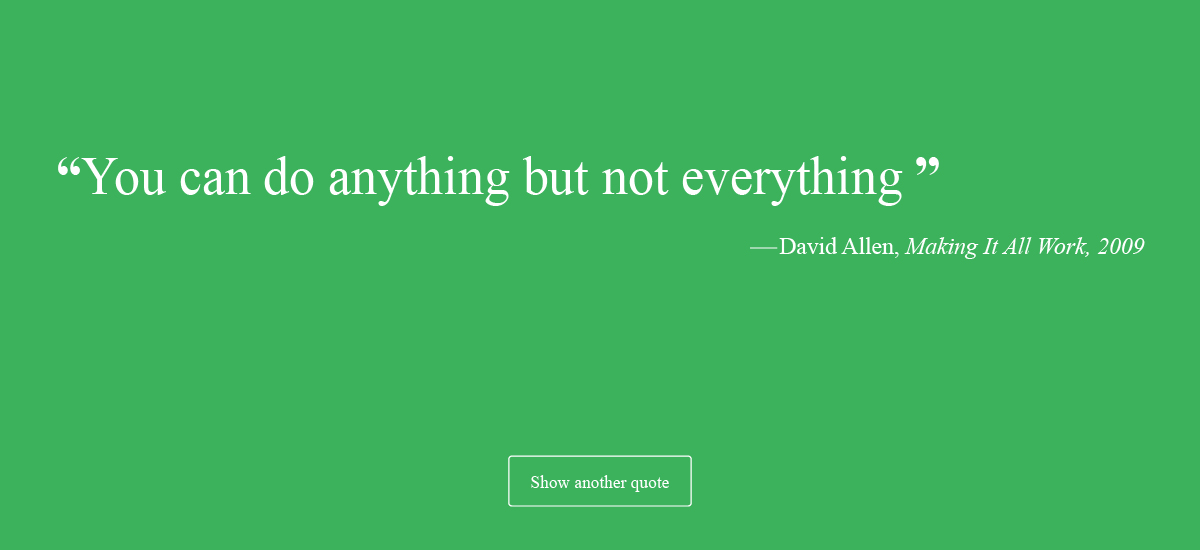 “You can do anything but not everything ”
—David Allen, Making It All Work, 2009
Show another quote